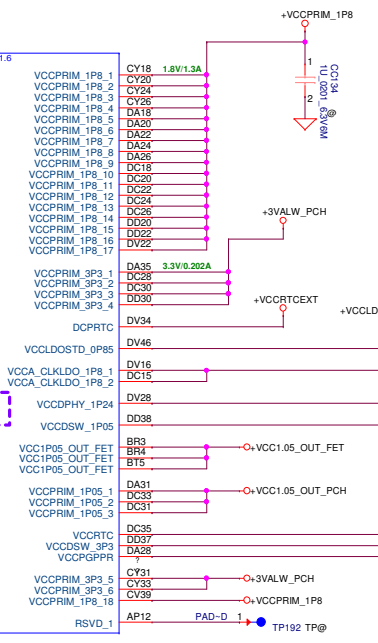 +VCCPRIM_1P8
1.6
VCCPRIM_1P8_1 CY18 1.8V/1.3A
VCCPRIM_1P8_2 CY20
VCCPRIM_1P8_3 CY24
VCCPRIM_1P8_4 CY26
VCCPRIM_1P8_5 DA18
VCCPRIM_1P8_6 DA20
VCCPRIM_1P8_7 DA22
VCCPRIM_1P8_8 DA24
VCCPRIM_1P8_9 DA26
VCCPRIM_1P8_10 DC18
VCCPRIM_1P8_11 DC20
VCCPRIM_1P8_12 DC22
VCCPRIM_1P8_13 DC24
VCCPRIM_1P8_14 DC26
VCCPRIM_1P8_15 DD20
VCCPRIM_1P8_16 DD22
VCCPRIM_1P8_17 DV22
1
2
CC134
1U_0201_6.3V6M
@
+3VALW_PCH
VCCPRIM_3P3_1 DA35 3.3V/0.202A
VCCPRIM_3P3_2 DC28
VCCPRIM_3P3_3 DC30
VCCPRIM_3P3_4 DD30
+VCCRTCEXT
+VCCLD
DCPRTC DV34
VCCLDOSTD_0P85 DV46
VCCA_CLKLDO_1P8_1 DV16
VCCA_CLKLDO_1P8_2 DC15
VCCDPHY_1P24 DV28
VCCDSW_1P05 DD38
VCC1P05_OUT_FET BR3 +VCC1.05_OUT_FET
VCC1P05_OUT_FET BR4
VCC1P05_OUT_FET BT5
VCCPRIM_1P05_1 DA31 +VCC1.05_OUT_PCH
VCCPRIM_1P05_2 DC33
VCCPRIM_1P05_3 DC31
VCCRTC DC35
VCCDSW_3P3 DD37
VCCPGPPR DA28
?
VCCPRIM_3P3_5 CY31 +3VALW_PCH
VCCPRIM_3P3_6 CY33
VCCPRIM_1P8_18 CV39 +VCCPRIM_1P8
RSVD_1 AP12 PAD~D 1 TP192 TP@